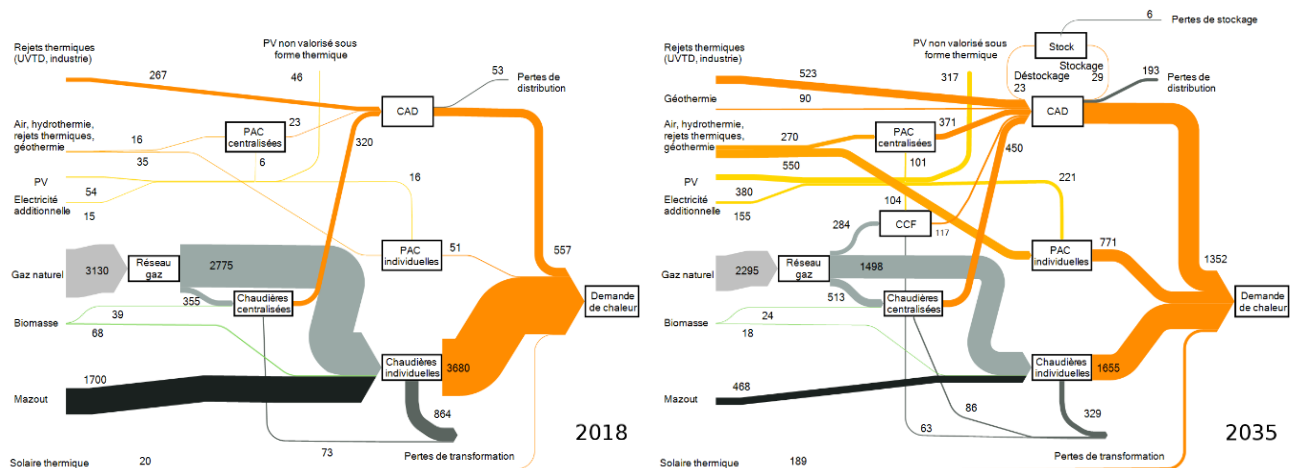 Rejets thermiques
(UVTD, industrie)
267
PV non valorisé sous
forme thermique
46
53
Pertes de
distribution
CAD
23
320
Air, hydrothermie,
rejets thermiques,
géothermie
16
35
PAC
centralisées
6
16
PV
54
Electricité
additionnelle
15
PAC
individuelles
51
557
Gaz naturel
3130
Réseau
gaz
2775
355
Chaudières
centralisées
Demande
de chaleur
Biomasse
39
68
Chaudières
individuelles
3680
1700
Mazout
864
73
Pertes de transformation
2018
Solaire thermique
20
6
Pertes de stockage
Stock
Rejets thermiques
(UVTD, industrie)
523
PV non valorisé sous
forme thermique
317
Stockage
29
Déstockage
23
193
Pertes de
distribution
Géothermie
90
CAD
371
450
Air, hydrothermie,
rejets thermiques,
géothermie
270
550
PAC
centralisées
101
221
PV
380
Electricité
additionnelle
155
104
284
CCF
117
PAC
individuelles
771
1352
Gaz naturel
2295
Réseau
gaz
1498
513
Chaudières
centralisées
Demande
de chaleur
Biomasse
24
18
Chaudières
individuelles
1655
468
Mazout
86
63
329
Pertes de transformation
2035
Solaire thermique
189